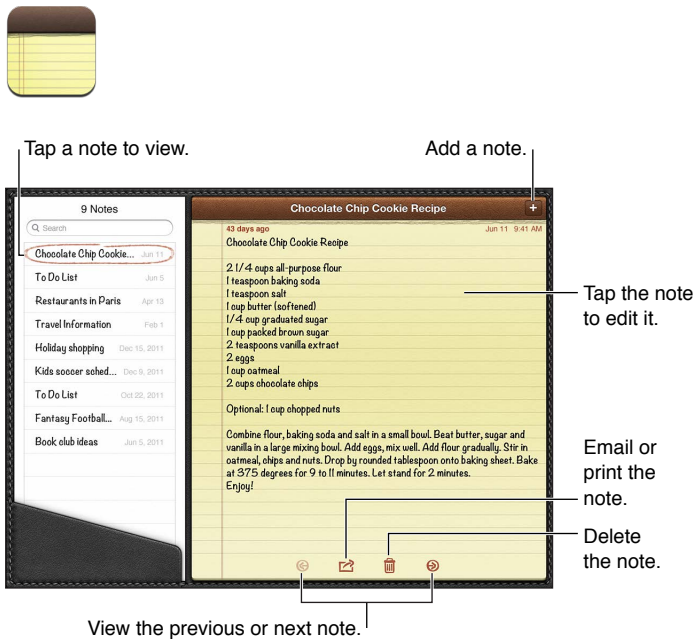 Tap a note to view.
Add a note.
9 Notes
Search
Chocolate Chip Cookie... Jun 11
To Do List Jun 5
Restaurants in Paris Apr 13
Travel Information Feb 1
Holiday shopping Dec 15, 2011
Kids soccer sched... Dec 9, 2011
To Do List Oct 22, 2011
Fantasy Football... Aug 15, 2011
Book club ideas Jan 5, 2011
Chocolate Chip Cookie Recipe
+
43 days ago Jun 11 9:41 AM
Chocolate Chip Cookie Recipe
2 1/4 cups all-purpose flour
1 teaspoon baking soda
1 teaspoon salt
1 cup butter (softened)
1/4 cup graduated sugar
1 cup packed brown sugar
2 teaspoons vanilla extract
2 eggs
1 cup oatmeal
2 cups chocolate chips
Optional: 1 cup chopped nuts
Combine flour, baking soda and salt in a small bowl. Beat butter, sugar and
vanilla in a large mixing bowl. Add eggs, mix well. Add flour gradually. Stir in
oatmeal, chips and nuts. Drop by rounded tablespoon onto baking sheet. Bake
at 375 degrees for 9 to 11 minutes. Let stand for 2 minutes.
Enjoy!
Tap the note
to edit it.
Email or
print the
note.
Delete
the note.
View the previous or next note.